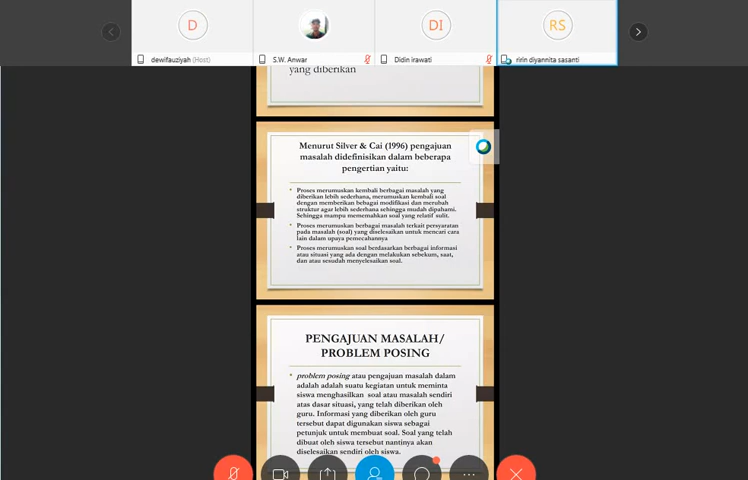 D
DI
RS
dewifauziyah (Host)
S.W. Anwar
Didin irawati
ririn diyannita sasanti
yang diberikan
Menurut Silver & Cai (1996) pengajuan
masalah didefinisikan dalam beberapa
pengertian yaitu:
• Proses merumuskan kembali berbagai masalah yang
diberikan lebih sederhana, merumuskan kembali soal
dengan memberikan bebagai modifikasi dan merubah
struktur agar lebih sederhana sehingga mudah dipahami.
Sehingga mampu mememahkan soal yang relatif sulit.
• Proses merumuskan berbagai masalah terkait persyaratan
pada masalah (soal) yang diselesaikan untuk mencari cara
lain dalam upaya pemecahannya
• Proses merumuskan soal berdasarkan berbagai informasi
atau situasi yang ada dengan melakukan sebekum, saat,
dan atau sesudah menyelesaikan soal.
PENGAJUAN MASALAH/
PROBLEM POSING
• problem posing atau pengajuan masalah dalam
adalah adalah suatu kegiatan untuk meminta
siswa menghasilkan soal atau masalah sendiri
atas dasar situasi, yang telah diberikan oleh
guru. Informasi yang diberikan oleh guru
tersebut dapat digunakan siswa sebagai
petunjuk untuk membuat soal. Soal yang telah
dibuat oleh siswa tersebut nantinya akan
diselesaikan sendiri oleh siswa.